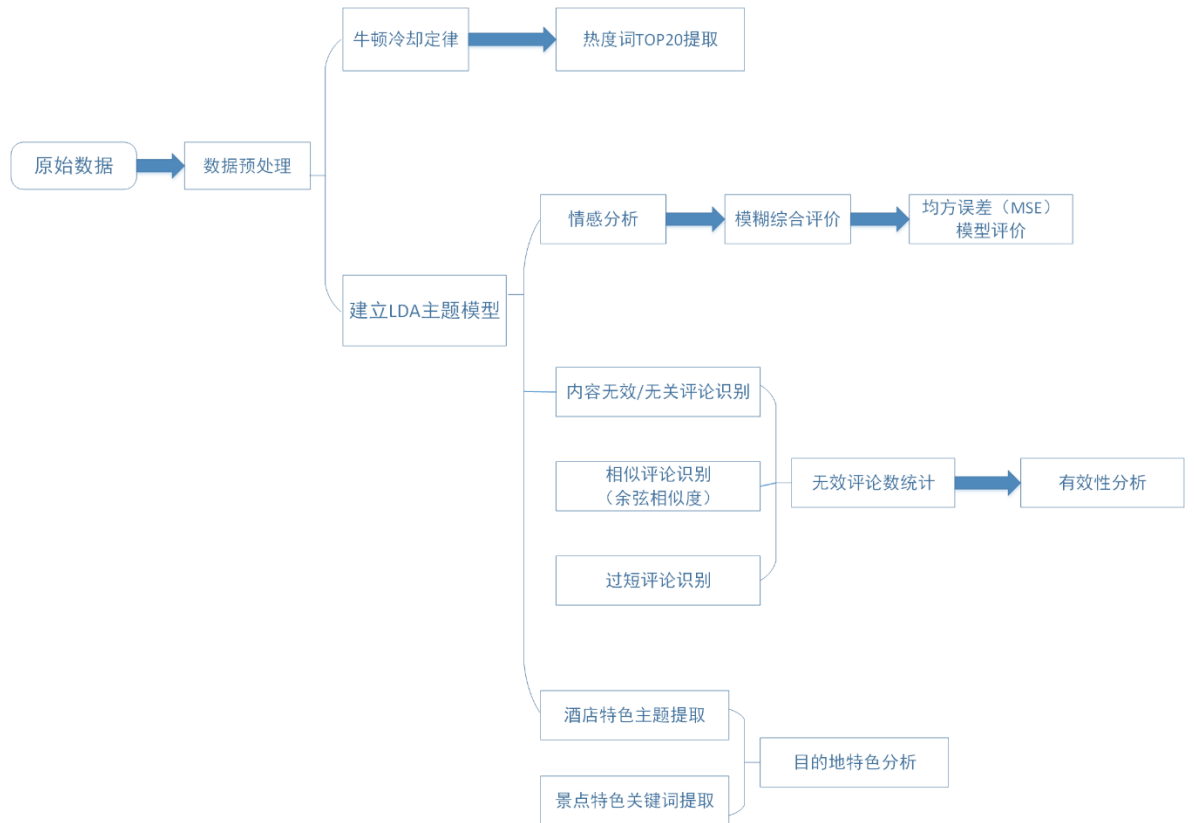 牛顿冷却定律
热度词TOP20提取
原始数据
数据预处理
情感分析
模糊综合评价
均方误差（MSE）
模型评价
建立LDA主题模型
内容无效/无关评论识别
相似评论识别
（余弦相似度）
无效评论数统计
有效性分析
过短评论识别
酒店特色主题提取
目的地特色分析
景点特色关键词提取